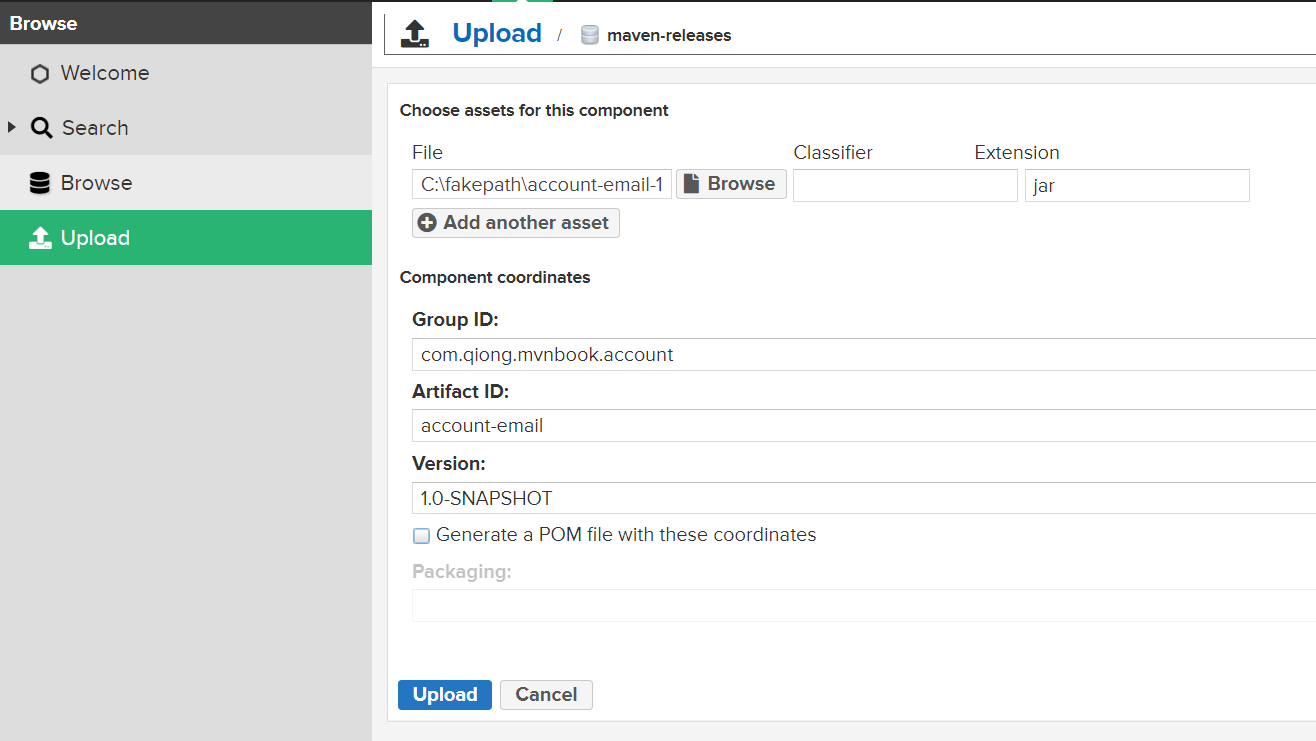 Browse
Welcome
Search
Browse
Upload
Upload / maven-releases
Choose assets for this component
File Classifier Extension
C:\fakepath\account-email-1 Browse jar
Add another asset
Component coordinates
Group ID:
com.qiong.mvnbook.account
Artifact ID:
account-email
Version:
1.0-SNAPSHOT
Generate a POM file with these coordinates
Packaging:
Upload Cancel